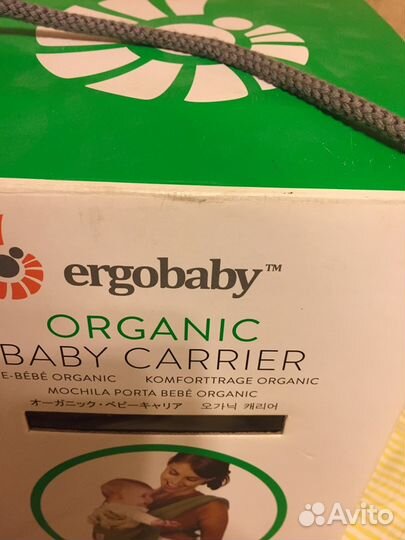 ergobaby™
ORGANIC
BABY CARRIER
E-BÉBÉ ORGANIC KOMFORTTRAGE ORGANIC
MOCHILA PORTA BEBÉ ORGANIC
オーガニック・ベビーキャリア 오가닉 캐리어
Avito